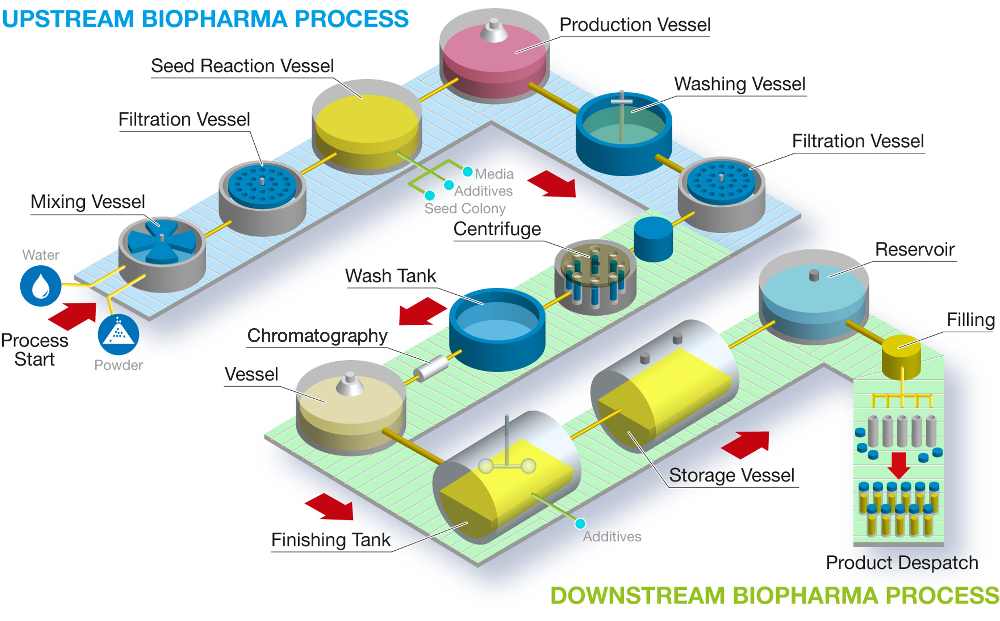 UPSTREAM BIOPHARMA PROCESS
Production Vessel
Seed Reaction Vessel
Washing Vessel
Filtration Vessel
Filtration Vessel
Media
Additives
Seed Colony
Mixing Vessel
Centrifuge
Water
Reservoir
Wash Tank
Filling
Process
Start
Chromatography
Powder
Vessel
Storage Vessel
Finishing Tank
Additives
Product Despatch
DOWNSTREAM BIOPHARMA PROCESS